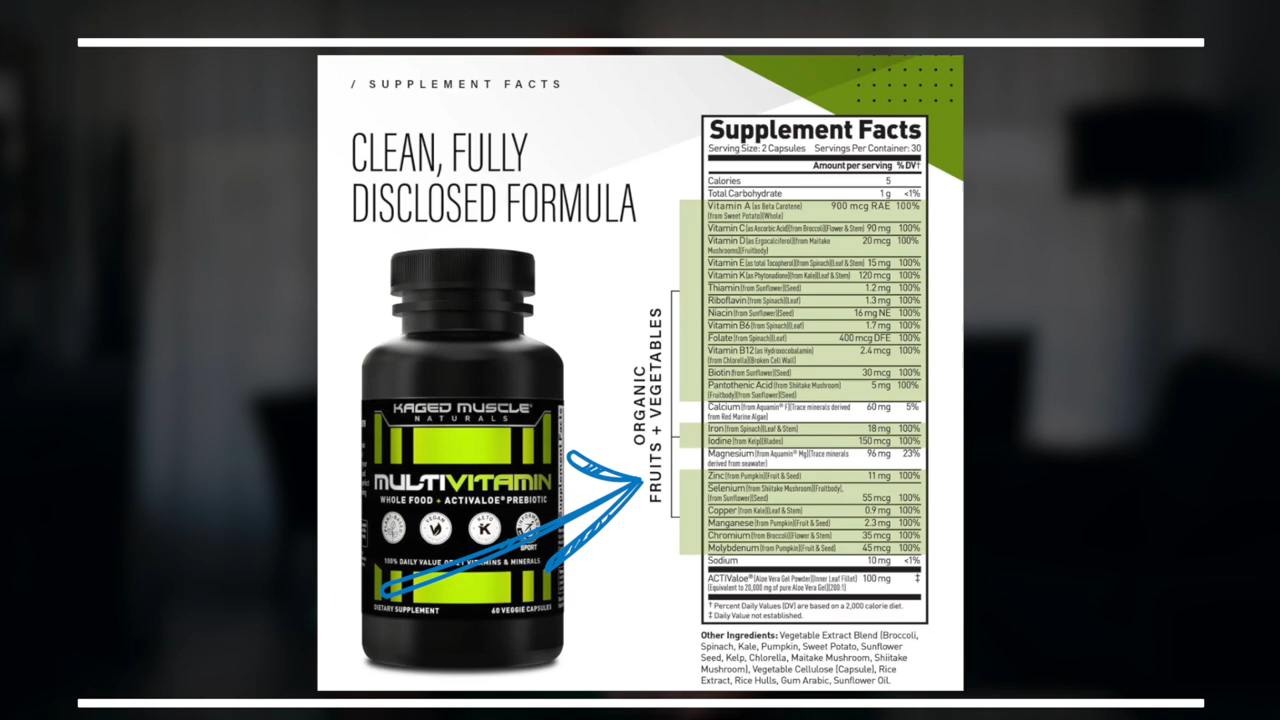 / SUPPLEMENT FACTS
CLEAN, FULLY
DISCLOSED FORMULA
KAGED MUSCLE®
NATURALS
MULTIVITAMIN
WHOLE FOOD + ACTIVALOE® PREBIOTIC
VEGAN
KETO
SPORT
100% DAILY VALUE OF 21 VITAMINS & MINERALS
DIETARY SUPPLEMENT
60 VEGGIE CAPSULES
ORGANIC
FRUITS + VEGETABLES
Supplement Facts
Serving Size: 2 Capsules Servings Per Container: 30
Amount per serving %DV†
Calories 5
Total Carbohydrate 1 g <1%
Vitamin A (as Beta Carotene) 900 mcg RAE 100%
(from Sweet Potato)(Whole)
Vitamin C (as Ascorbic Acid)(from Broccoli)(Flower & Stem) 90 mg 100%
Vitamin D (as Ergocalciferol)(from Maitake 20 mcg 100%
Mushrooms)(Fruitbody)
Vitamin E (as total Tocopherol)(from Spinach)(Leaf & Stem) 15 mg 100%
Vitamin K (as Phytonadione)(from Kale)(Leaf & Stem) 120 mcg 100%
Thiamin (from Sunflower)(Seed) 1.2 mg 100%
Riboflavin (from Spinach)(Leaf) 1.3 mg 100%
Niacin (from Sunflower)(Seed) 16 mg NE 100%
Vitamin B6 (from Spinach)(Leaf) 1.7 mg 100%
Folate (from Spinach)(Leaf) 400 mcg DFE 100%
Vitamin B12 (as Hydroxocobalamin) 2.4 mcg 100%
(from Chlorella)(Broken Cell Wall)
Biotin (from Sunflower)(Seed) 30 mcg 100%
Pantothenic Acid (from Shiitake Mushroom) 5 mg 100%
(Fruitbody)(from Sunflower)(Seed)
Calcium (from Aquamin® F)(Trace minerals derived 60 mg 5%
from Red Marine Algae)
Iron (from Spinach)(Leaf & Stem) 18 mg 100%
Iodine (from Kelp)(Blades) 150 mcg 100%
Magnesium (from Aquamin® Mg)(Trace minerals 96 mg 23%
derived from seawater)
Zinc (from Pumpkin)(Fruit & Seed) 11 mg 100%
Selenium (from Shiitake Mushroom)(Fruitbody),
(from Sunflower)(Seed) 55 mcg 100%
Copper (from Kale)(Leaf & Stem) 0.9 mg 100%
Manganese (from Pumpkin)(Fruit & Seed) 2.3 mg 100%
Chromium (from Broccoli)(Flower & Stem) 35 mcg 100%
Molybdenum (from Pumpkin)(Fruit & Seed) 45 mcg 100%
Sodium 10 mg <1%
ACTIValoe® (Aloe Vera Gel Powder)(Inner Leaf Fillet) 100 mg ‡
(Equivalent to 20,000 mg of pure Aloe Vera Gel)(200:1)
† Percent Daily Values (DV) are based on a 2,000 calorie diet.
‡ Daily Value not established.
Other Ingredients: Vegetable Extract Blend (Broccoli,
Spinach, Kale, Pumpkin, Sweet Potato, Sunflower
Seed, Kelp, Chlorella, Maitake Mushroom, Shiitake
Mushroom), Vegetable Cellulose (Capsule), Rice
Extract, Rice Hulls, Gum Arabic, Sunflower Oil.